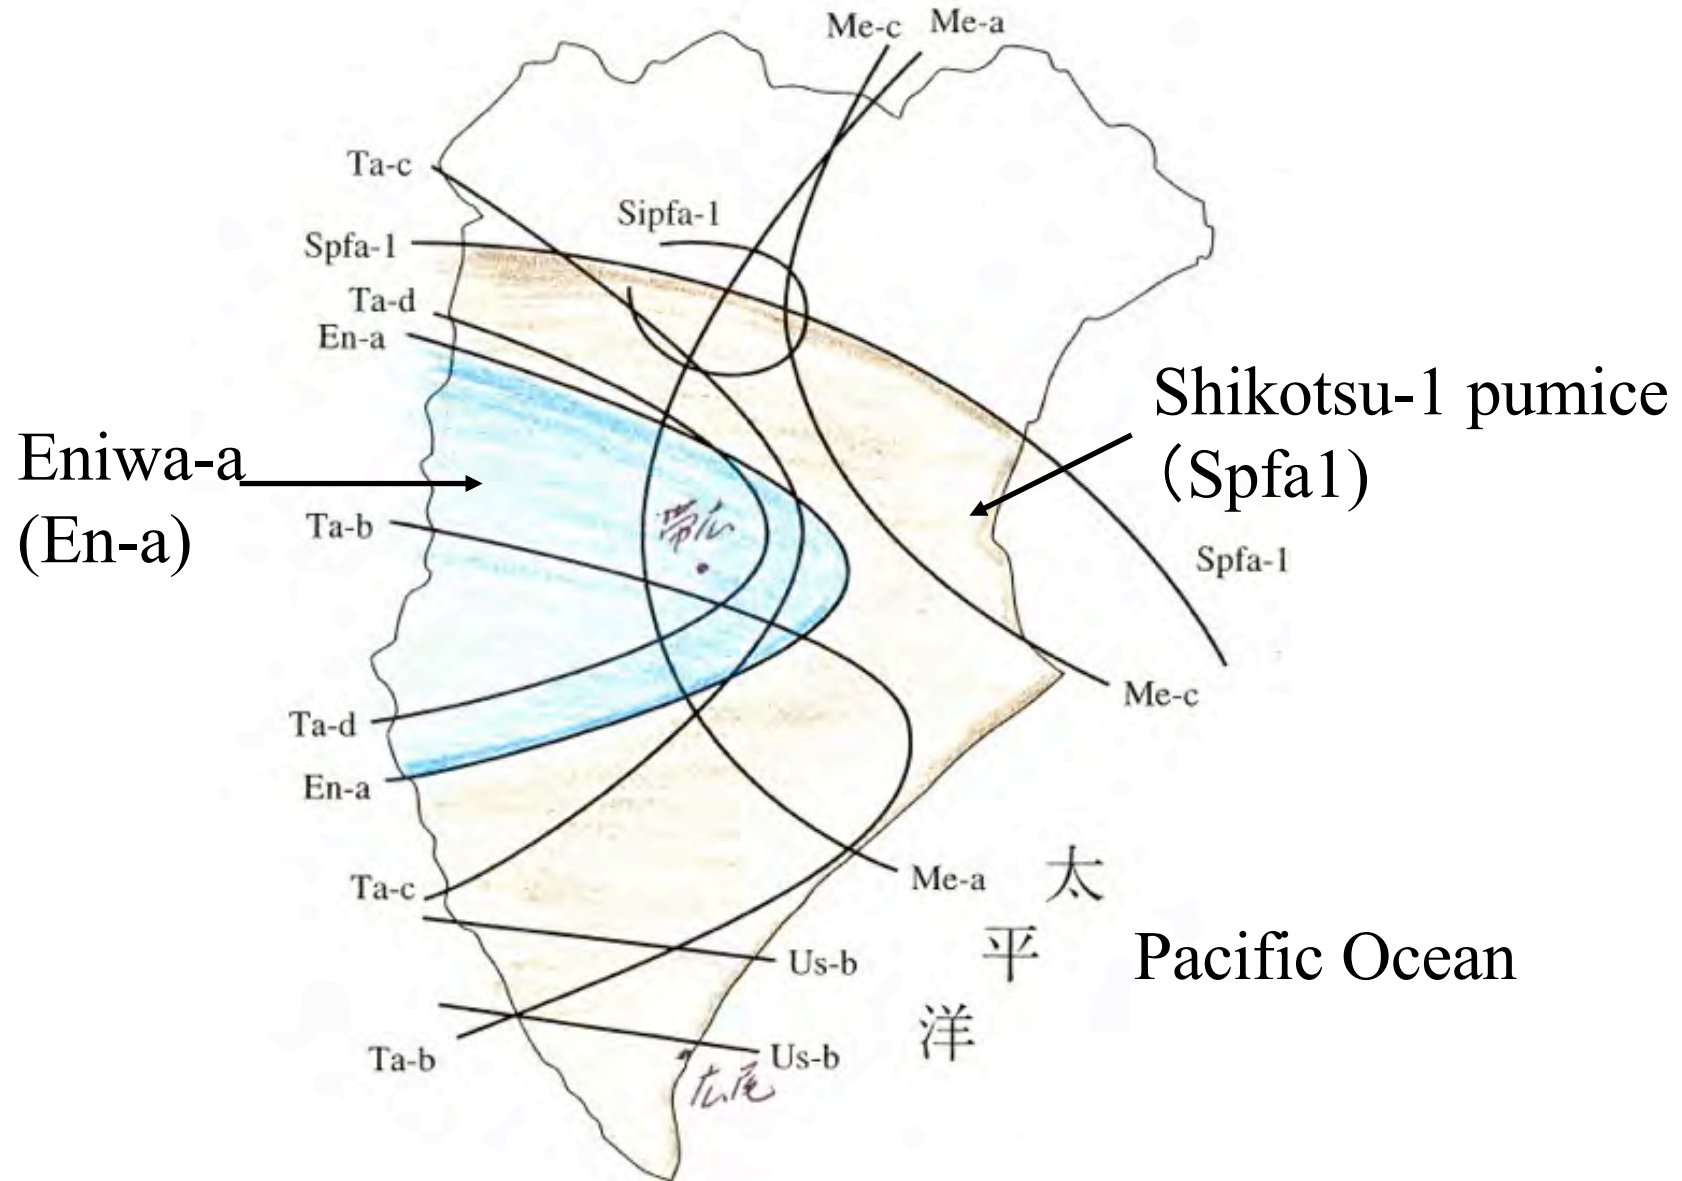 Me-c Me-a
Ta-c
Sipfa-1
Spfa-1
Ta-d
En-a
Shikotsu-1 pumice
（Spfa1)
Eniwa-a
(En-a)
Ta-b
帯広
Spfa-1
Me-c
Ta-d
En-a
Me-a
Ta-c
太
平
洋
Pacific Ocean
Us-b
Us-b
Ta-b
広尾